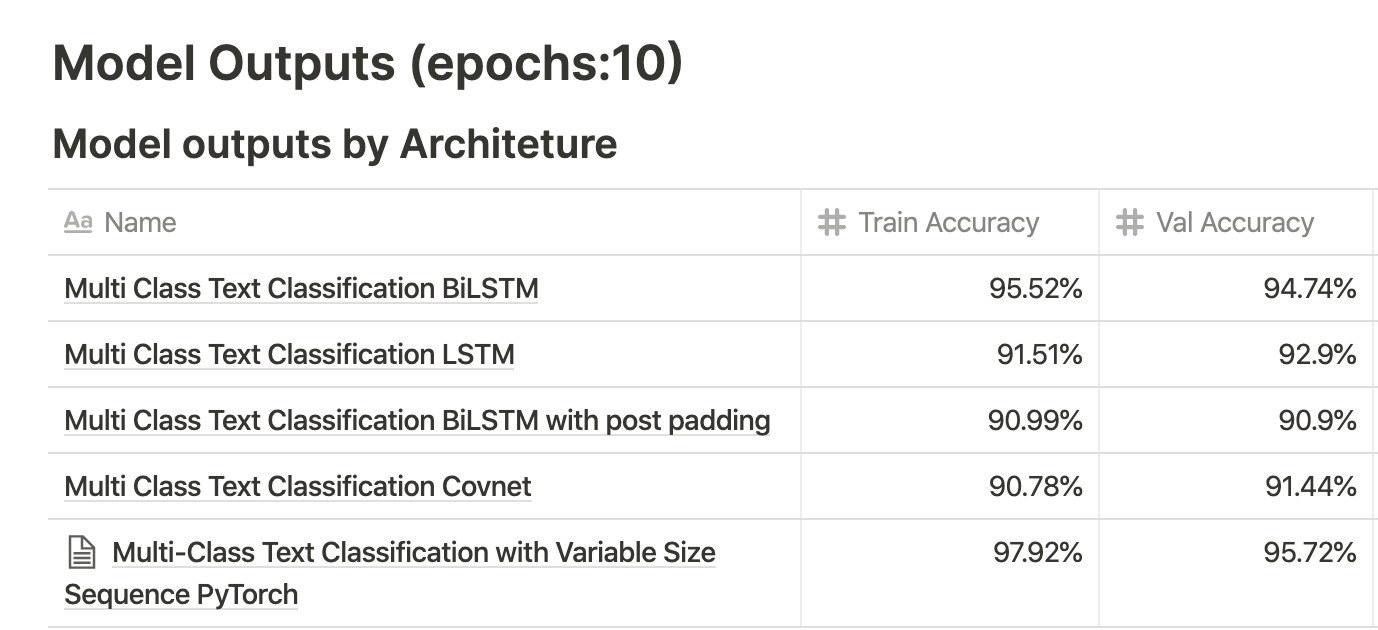 Model Outputs (epochs:10)
Model outputs by Architeture
Aa Name # Train Accuracy # Val Accuracy
Multi Class Text Classification BiLSTM 95.52% 94.74%
Multi Class Text Classification LSTM 91.51% 92.9%
Multi Class Text Classification BiLSTM with post padding 90.99% 90.9%
Multi Class Text Classification Covnet 90.78% 91.44%
Multi-Class Text Classification with Variable Size 97.92% 95.72%
Sequence PyTorch